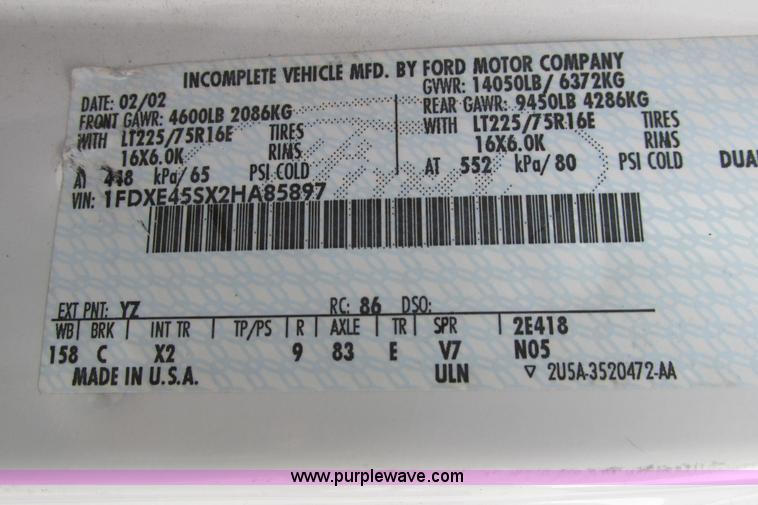 INCOMPLETE VEHICLE MFD. BY FORD MOTOR COMPANY
DATE: 02/02 GVWR: 14050LB/ 6372KG
FRONT GAWR: 4600LB 2086KG REAR GAWR: 9450LB 4286KG
WITH LT225/75R16E TIRES WITH LT225/75R16E TIRES
16X6.0K RIMS 16X6.0K RIMS
AT 448 kPa/65 PSI COLD AT 552 kPa/80 PSI COLD DUAL
VIN: 1FDXE45SX2HA85897
EXT PNT: YZ RC: 86 DSO:
WB BRK INT TR TP/PS R AXLE TR SPR 2E418
158 C X2 9 83 E V7 N05
MADE IN U.S.A. ULN ▽ 2U5A-3520472-AA
www.purplewave.com